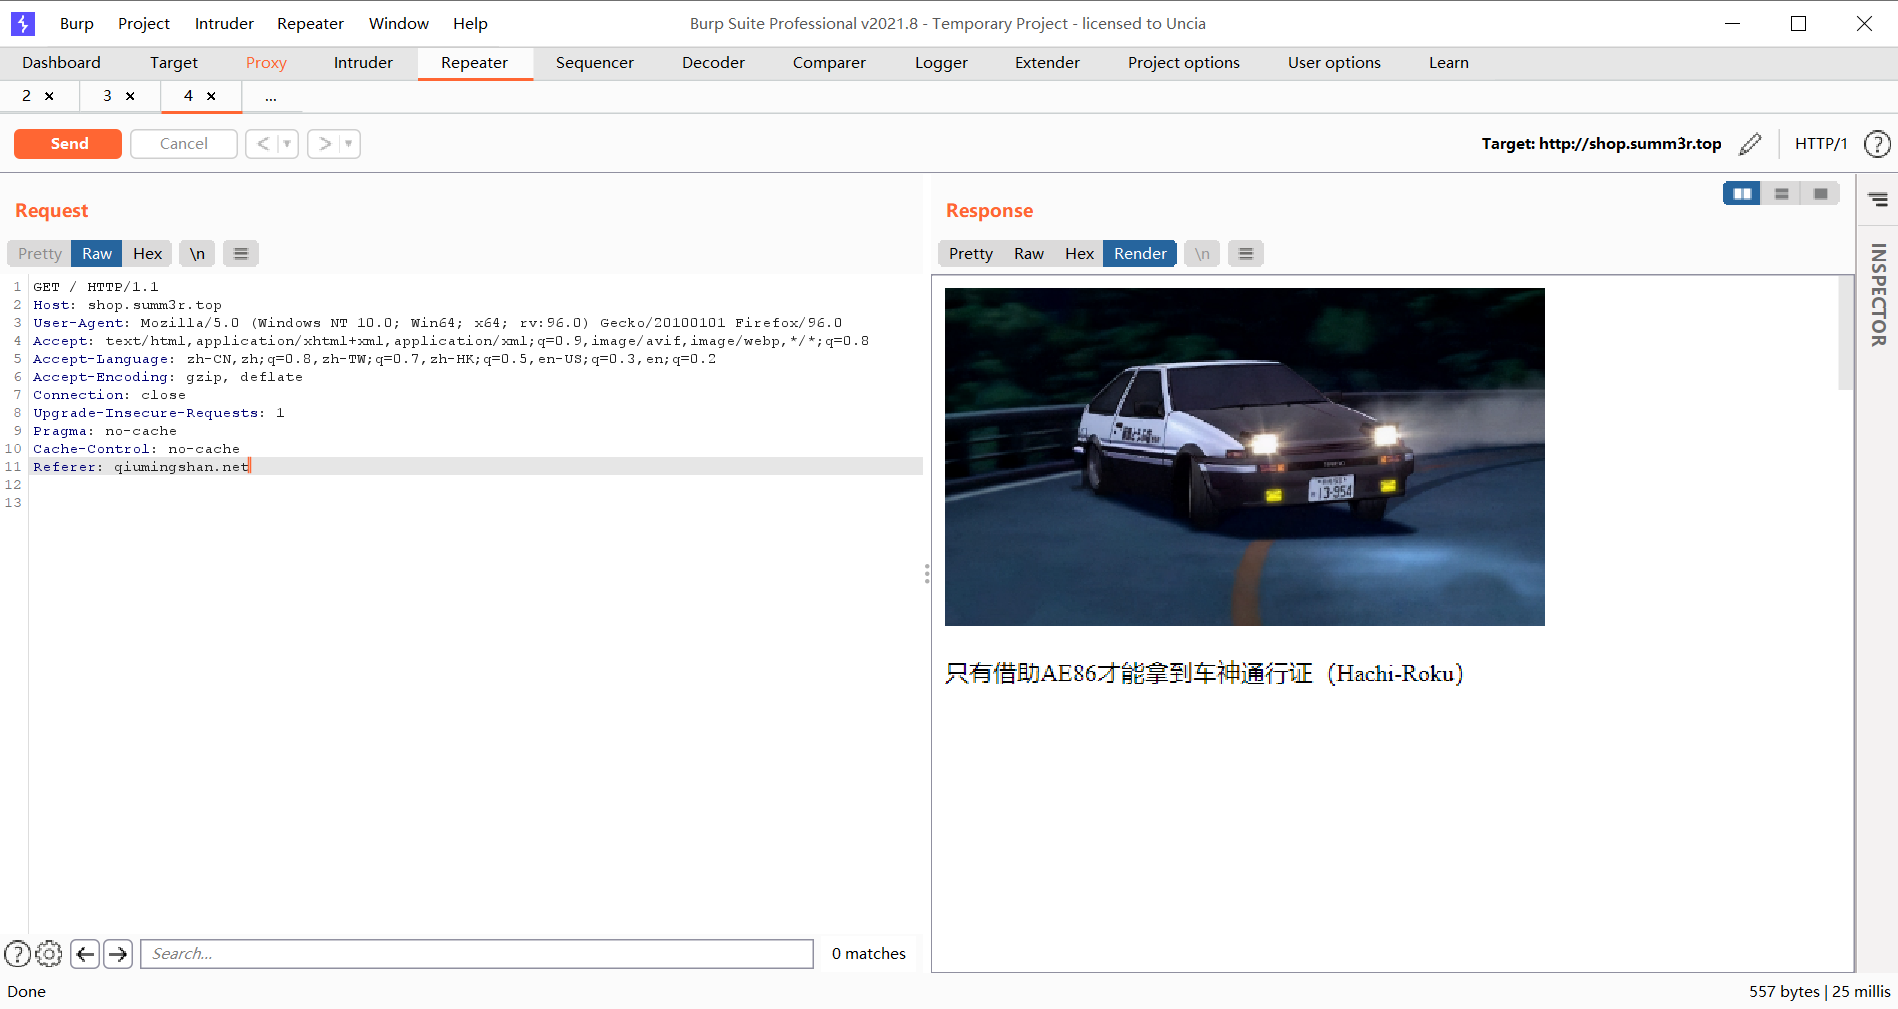 Burp Project Intruder Repeater Window Help Burp Suite Professional v2021.8 - Temporary Project - licensed to Uncia
Dashboard Target Proxy Intruder Repeater Sequencer Decoder Comparer Logger Extender Project options User options Learn
2 × 3 × 4 × ...
Send Cancel < > Target: http://shop.summ3r.top HTTP/1 ?
Request
Pretty Raw Hex \n
1 GET / HTTP/1.1
2 Host: shop.summ3r.top
3 User-Agent: Mozilla/5.0 (Windows NT 10.0; Win64; x64; rv:96.0) Gecko/20100101 Firefox/96.0
4 Accept: text/html,application/xhtml+xml,application/xml;q=0.9,image/avif,image/webp,*/*;q=0.8
5 Accept-Language: zh-CN,zh;q=0.8,zh-TW;q=0.7,zh-HK;q=0.5,en-US;q=0.3,en;q=0.2
6 Accept-Encoding: gzip, deflate
7 Connection: close
8 Upgrade-Insecure-Requests: 1
9 Pragma: no-cache
10 Cache-Control: no-cache
11 Referer: qiumingshan.net
12
13
Response
Pretty Raw Hex Render \n
13-954
只有借助AE86才能拿到车神通行证（Hachi-Roku）
INSPECTOR
? Search... 0 matches
Done 557 bytes | 25 millis